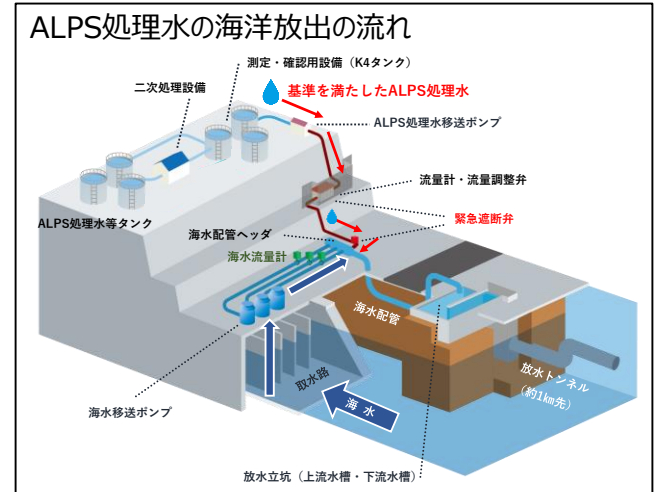 ALPS処理水の海洋放出の流れ
測定・確認用設備（K4タンク）
二次処理設備
基準を満たしたALPS処理水
ALPS処理水移送ポンプ
流量計・流量調整弁
ALPS処理水等タンク
緊急遮断弁
海水配管ヘッダ
海水流量計
海水配管
取水路
放水トンネル
（約1㎞先）
海水移送ポンプ
海 水
放水立坑（上流水槽・下流水槽）